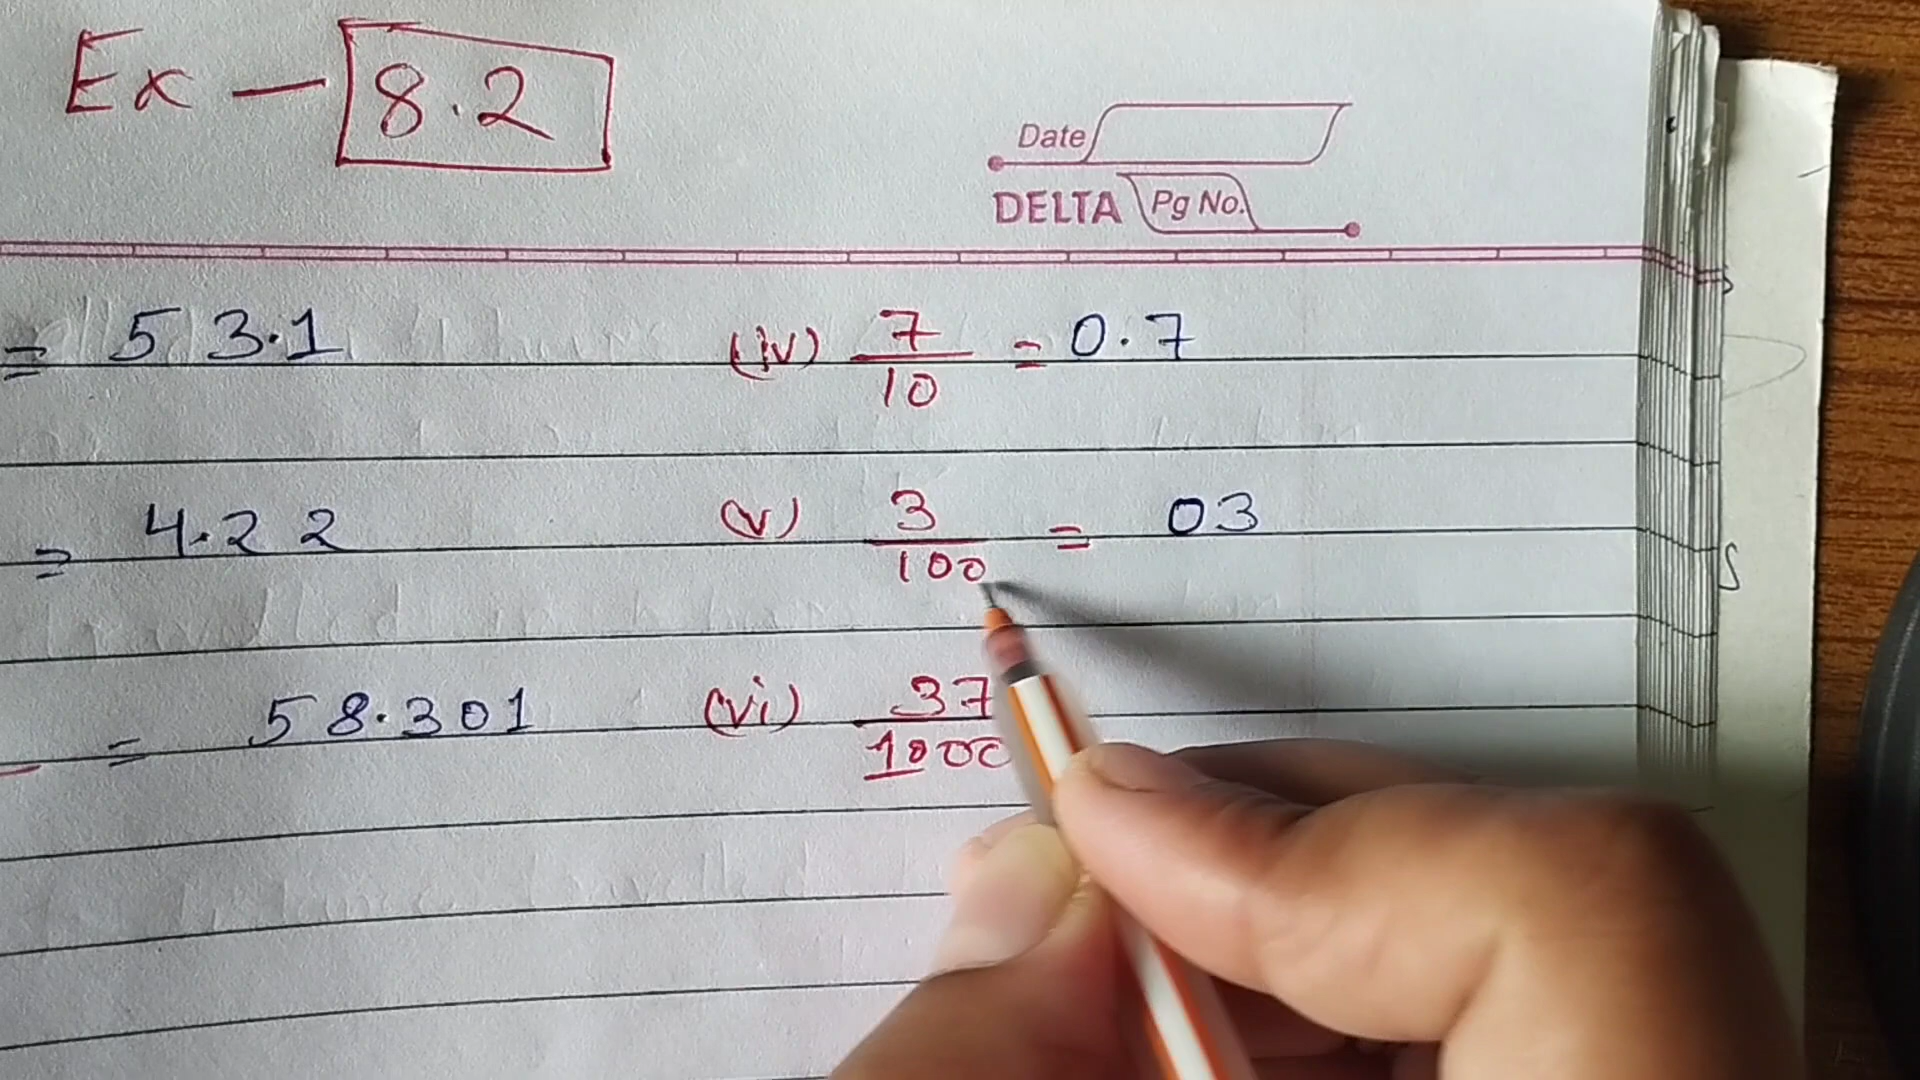 Ex - 8.2
Date
DELTA Pg No.
= 53.1
(iv) 7/10 = 0.7
= 4.22
(v) 3/100 = 03
= 58.301
(vi) 37/1000